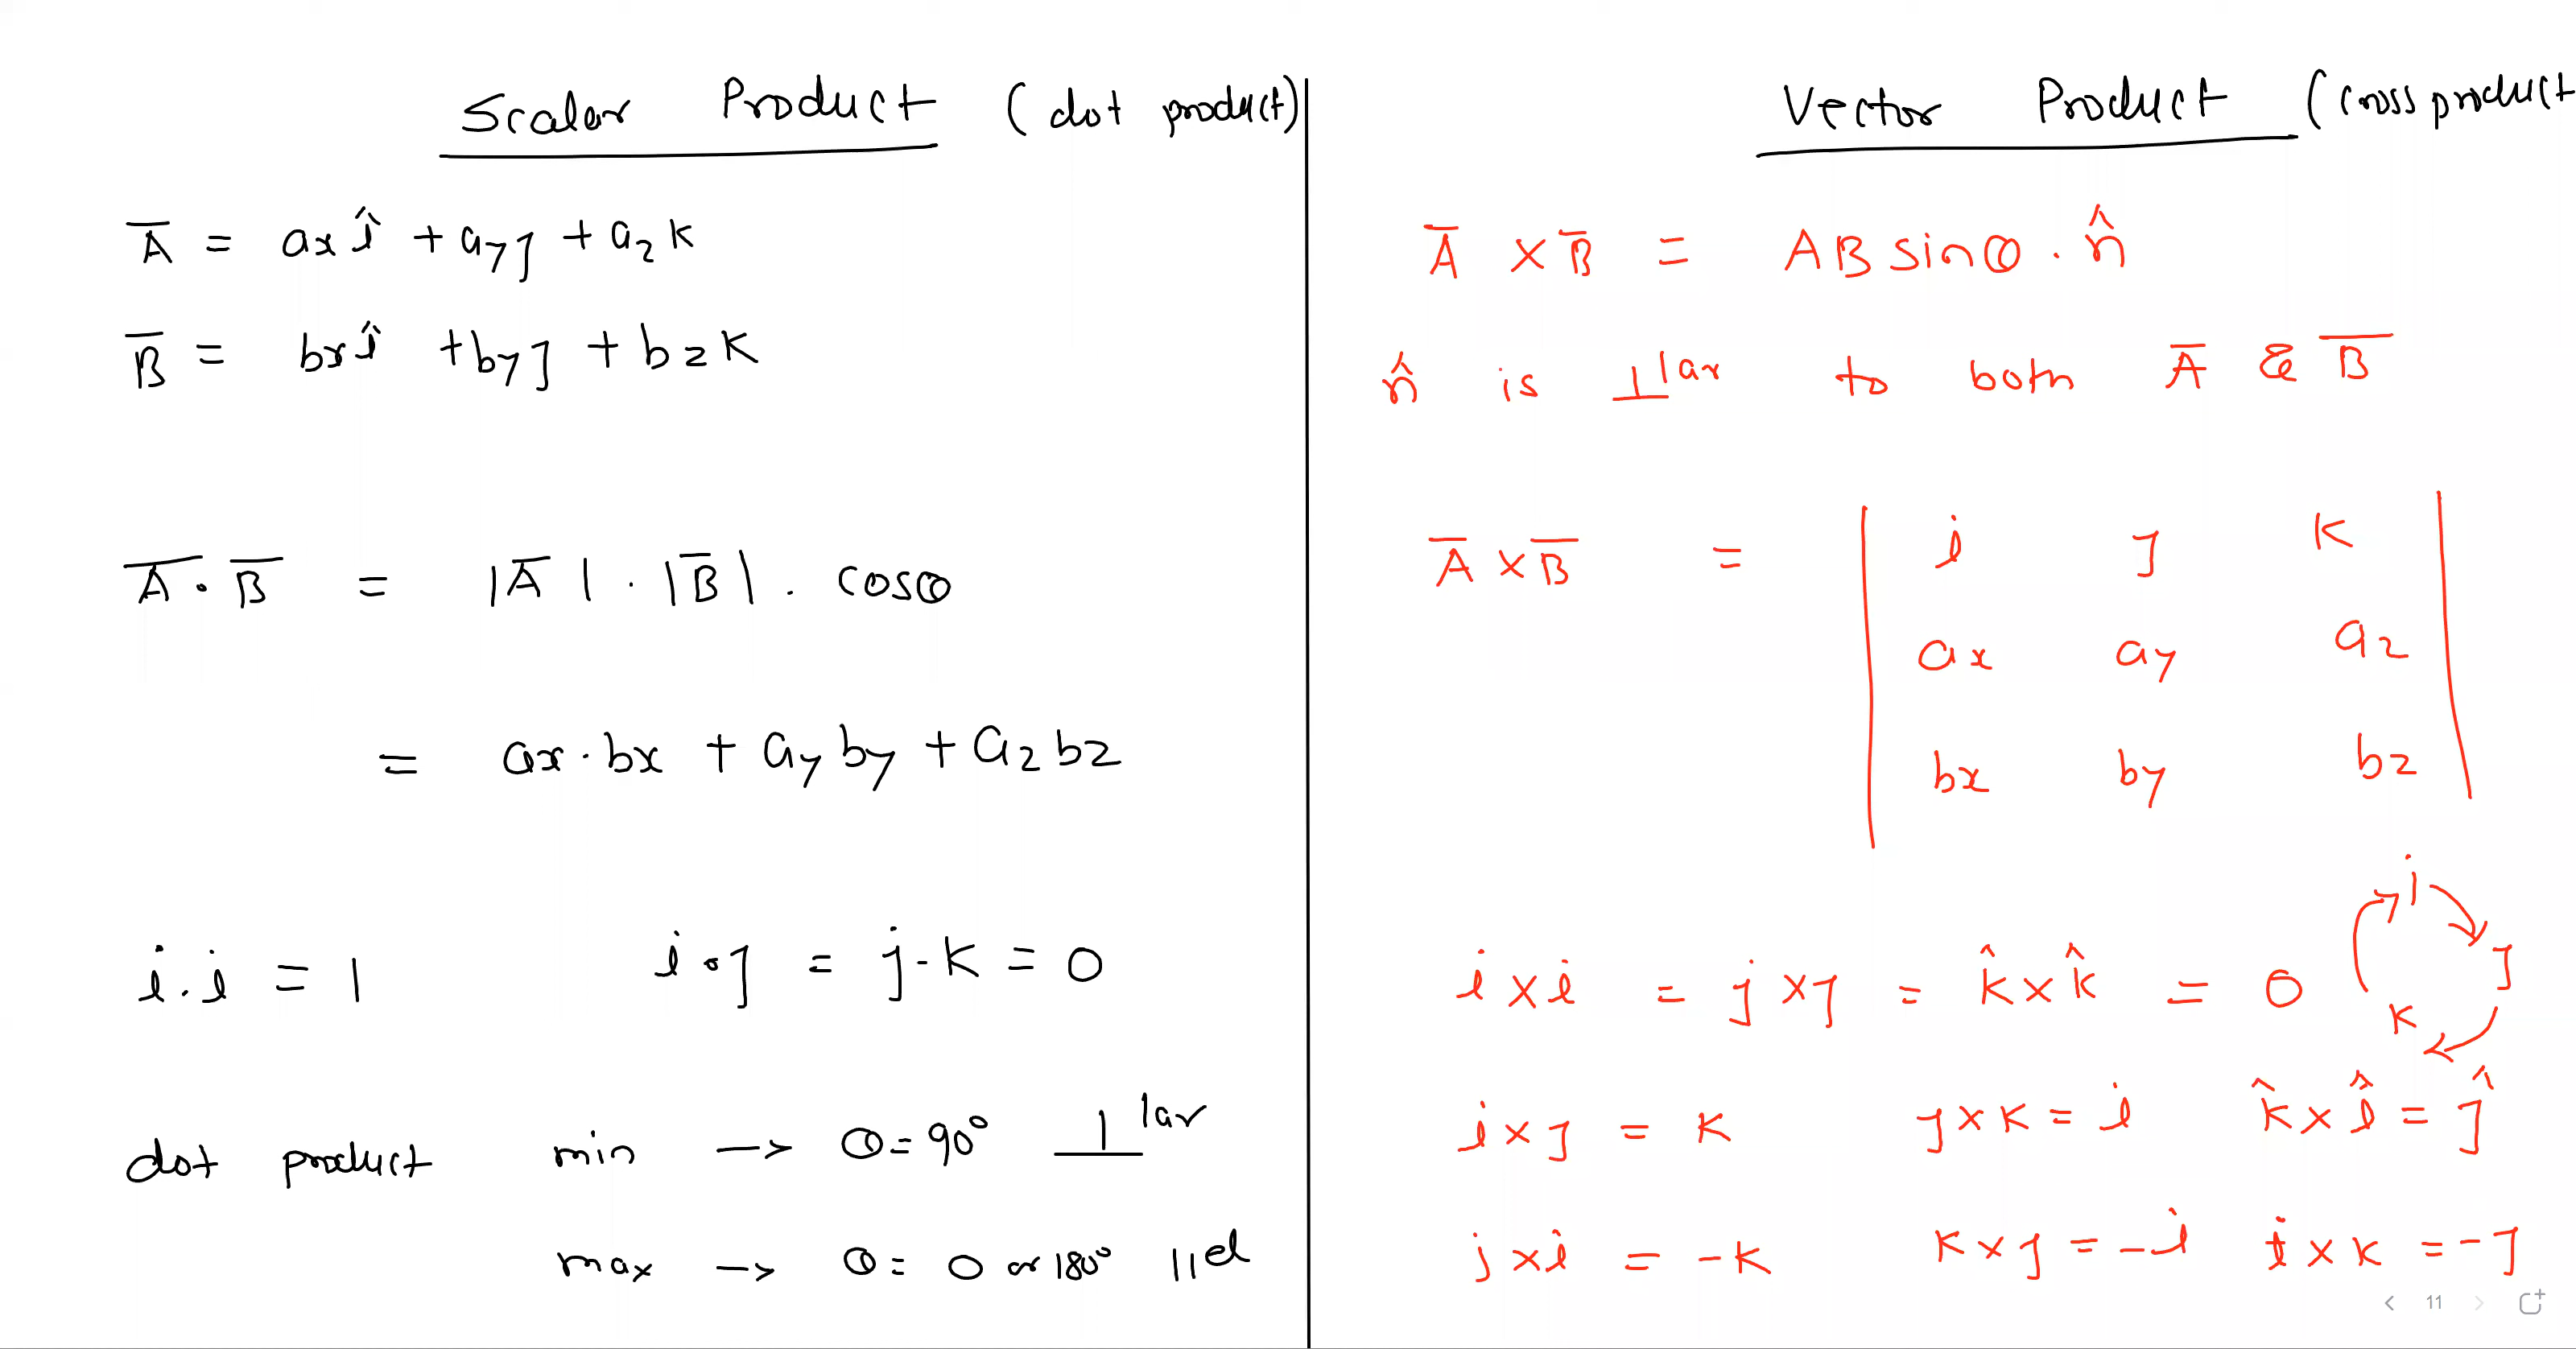 Scalar Product (dot product)
A̅ = ax î + ay j + az k
B̅ = bx î + by j + bz k
A̅ . B̅ = |A̅| . |B̅| . cosθ
= ax . bx + ay by + az bz
i . i = 1 i . j = j . k = 0
dot product min → θ = 90° ⊥lar
max → θ = 0 or 180° ||el
Vector Product (cross product
A̅ × B̅ = AB sinθ . n̂
n̂ is ⊥lar to both A̅ & B̅
A̅ × B̅ = | i j k |
ax ay az
bx by bz
i
j
k
i × i = j × j = k̂ × k̂ = 0
i × j = k j × k = i k̂ × î = ĵ
j × i = -k k × j = -i i × k = -j
11